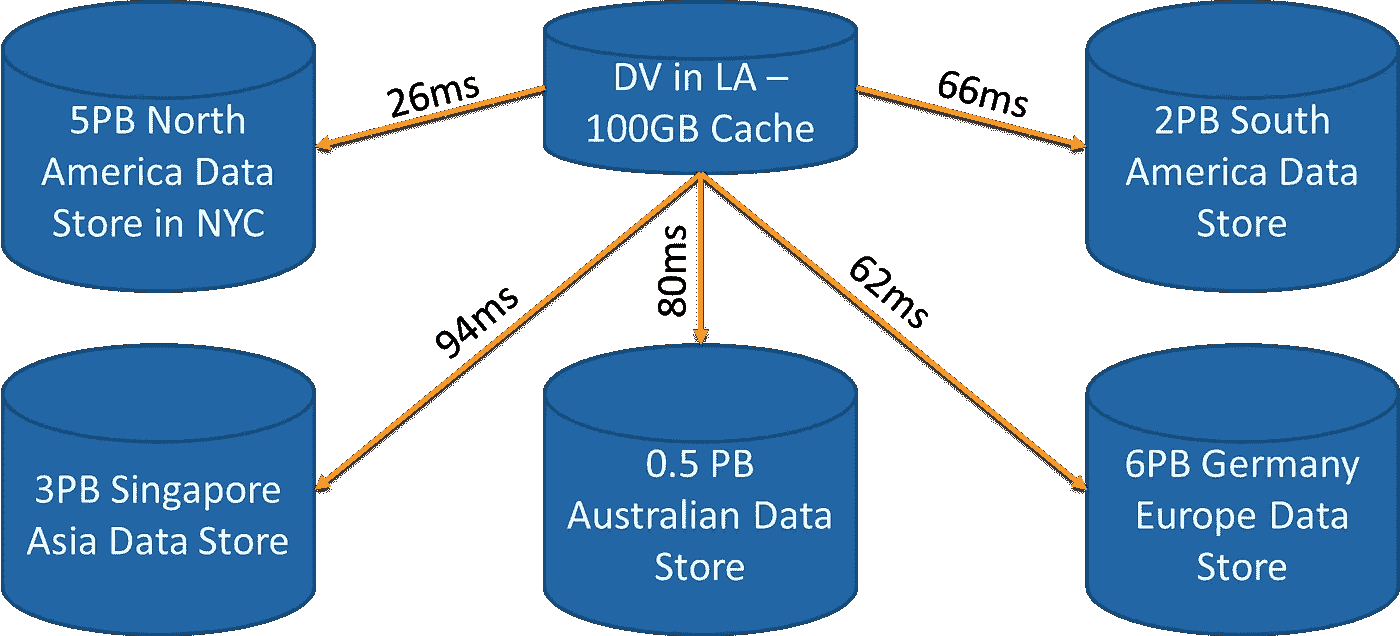 5PB North
America Data
Store in NYC
26ms
DV in LA –
100GB Cache
66ms
2PB South
America Data
Store
94ms
80ms
62ms
3PB Singapore
Asia Data Store
0.5 PB
Australian Data
Store
6PB Germany
Europe Data
Store